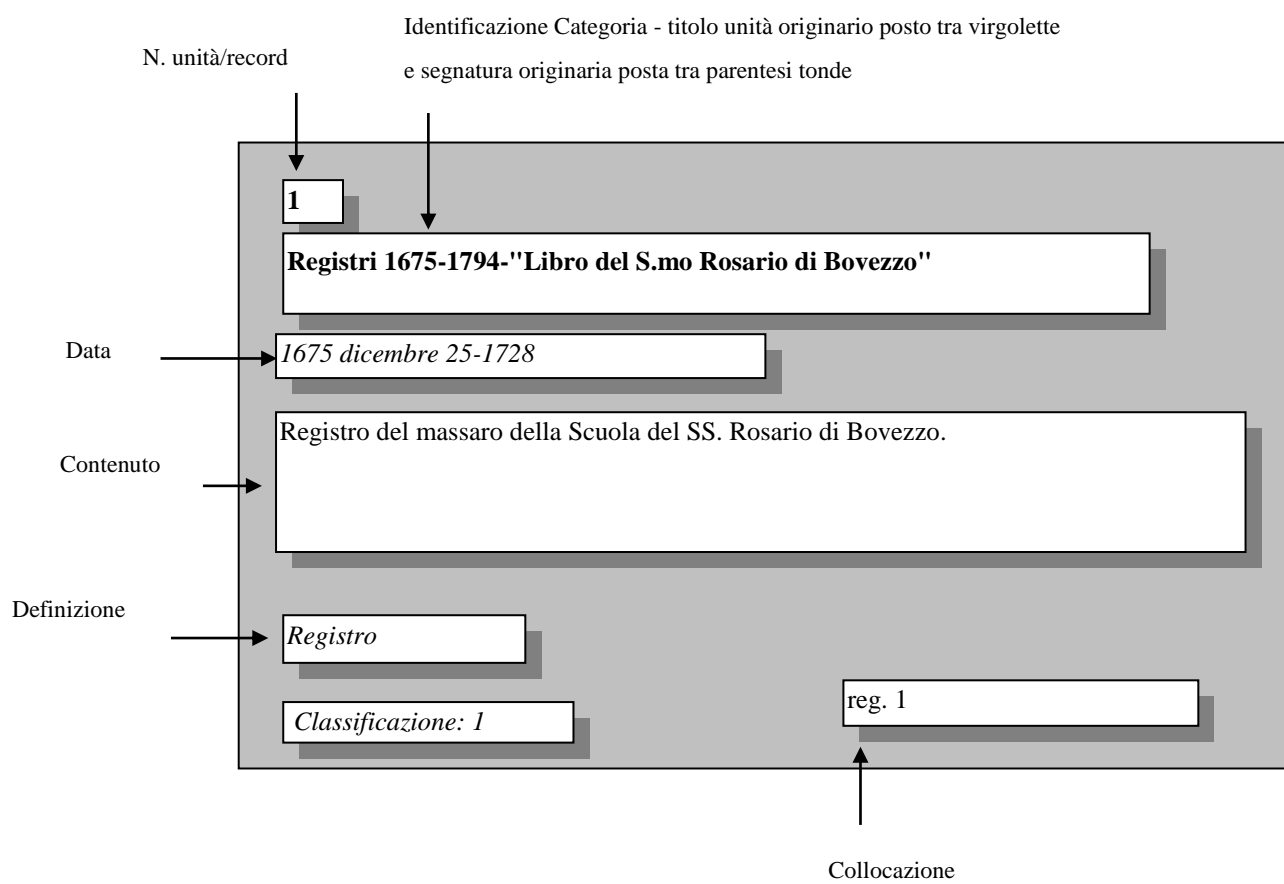 Identificazione Categoria - titolo unità originario posto tra virgolette
N. unità/record
e segnatura originaria posta tra parentesi tonde
1
Registri 1675-1794-"Libro del S.mo Rosario di Bovezzo"
Data
1675 dicembre 25-1728
Registro del massaro della Scuola del SS. Rosario di Bovezzo.
Contenuto
Definizione
Registro
Classificazione: 1
reg. 1
Collocazione